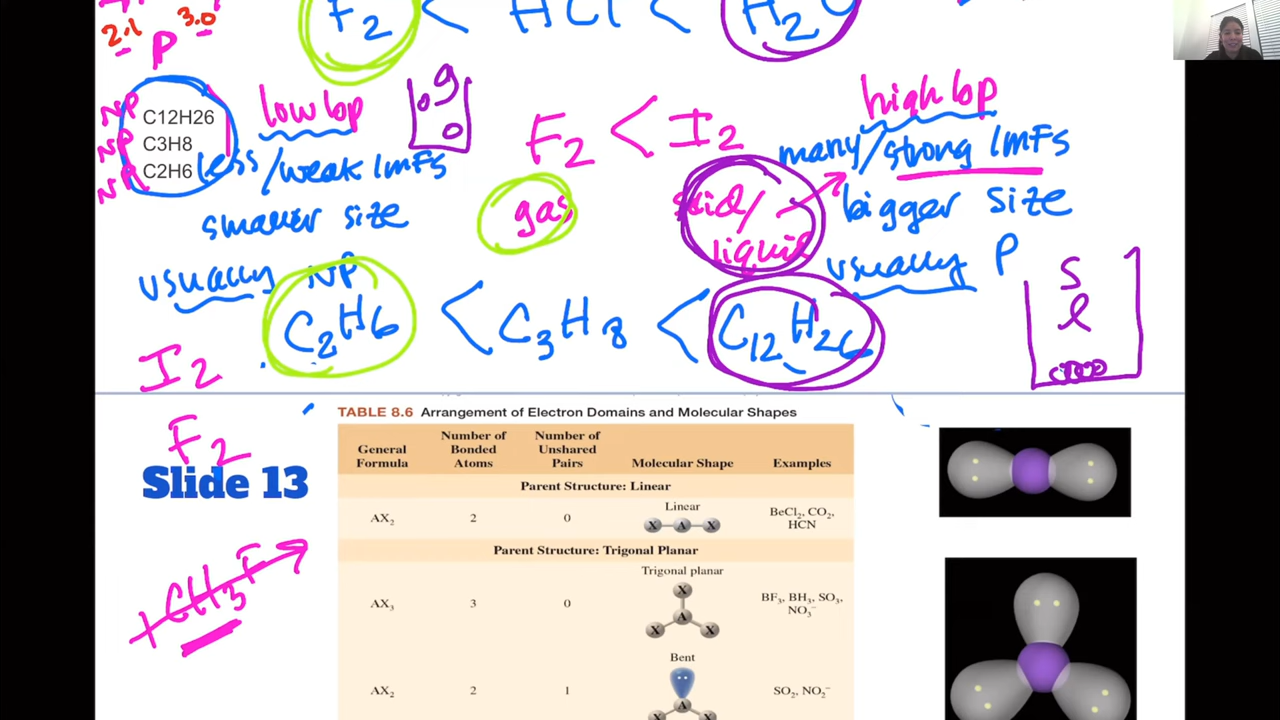 2.1 3.0
P
F2 < HCl < H2O
NP C12H26
NP C3H8
NP C2H6
low bp
less/weak IMFs
smaller size
usually NP
g
F2 < I2
gas
solid/
liquid
high bp
many/strong IMFs
bigger size
usually P
s
l
C2H6 < C3H8 < C12H26
I2
F2
Slide 13
CH3F
TABLE 8.6 Arrangement of Electron Domains and Molecular Shapes
General Formula Number of Bonded Atoms Number of Unshared Pairs Molecular Shape Examples
Parent Structure: Linear
Linear
AX2 2 0 X A X BeCl2, CO2, HCN
Parent Structure: Trigonal Planar
Trigonal planar
AX3 3 0 X A X X BF3, BH3, SO3, NO3−
Bent
AX2 2 1 A X X SO2, NO2−